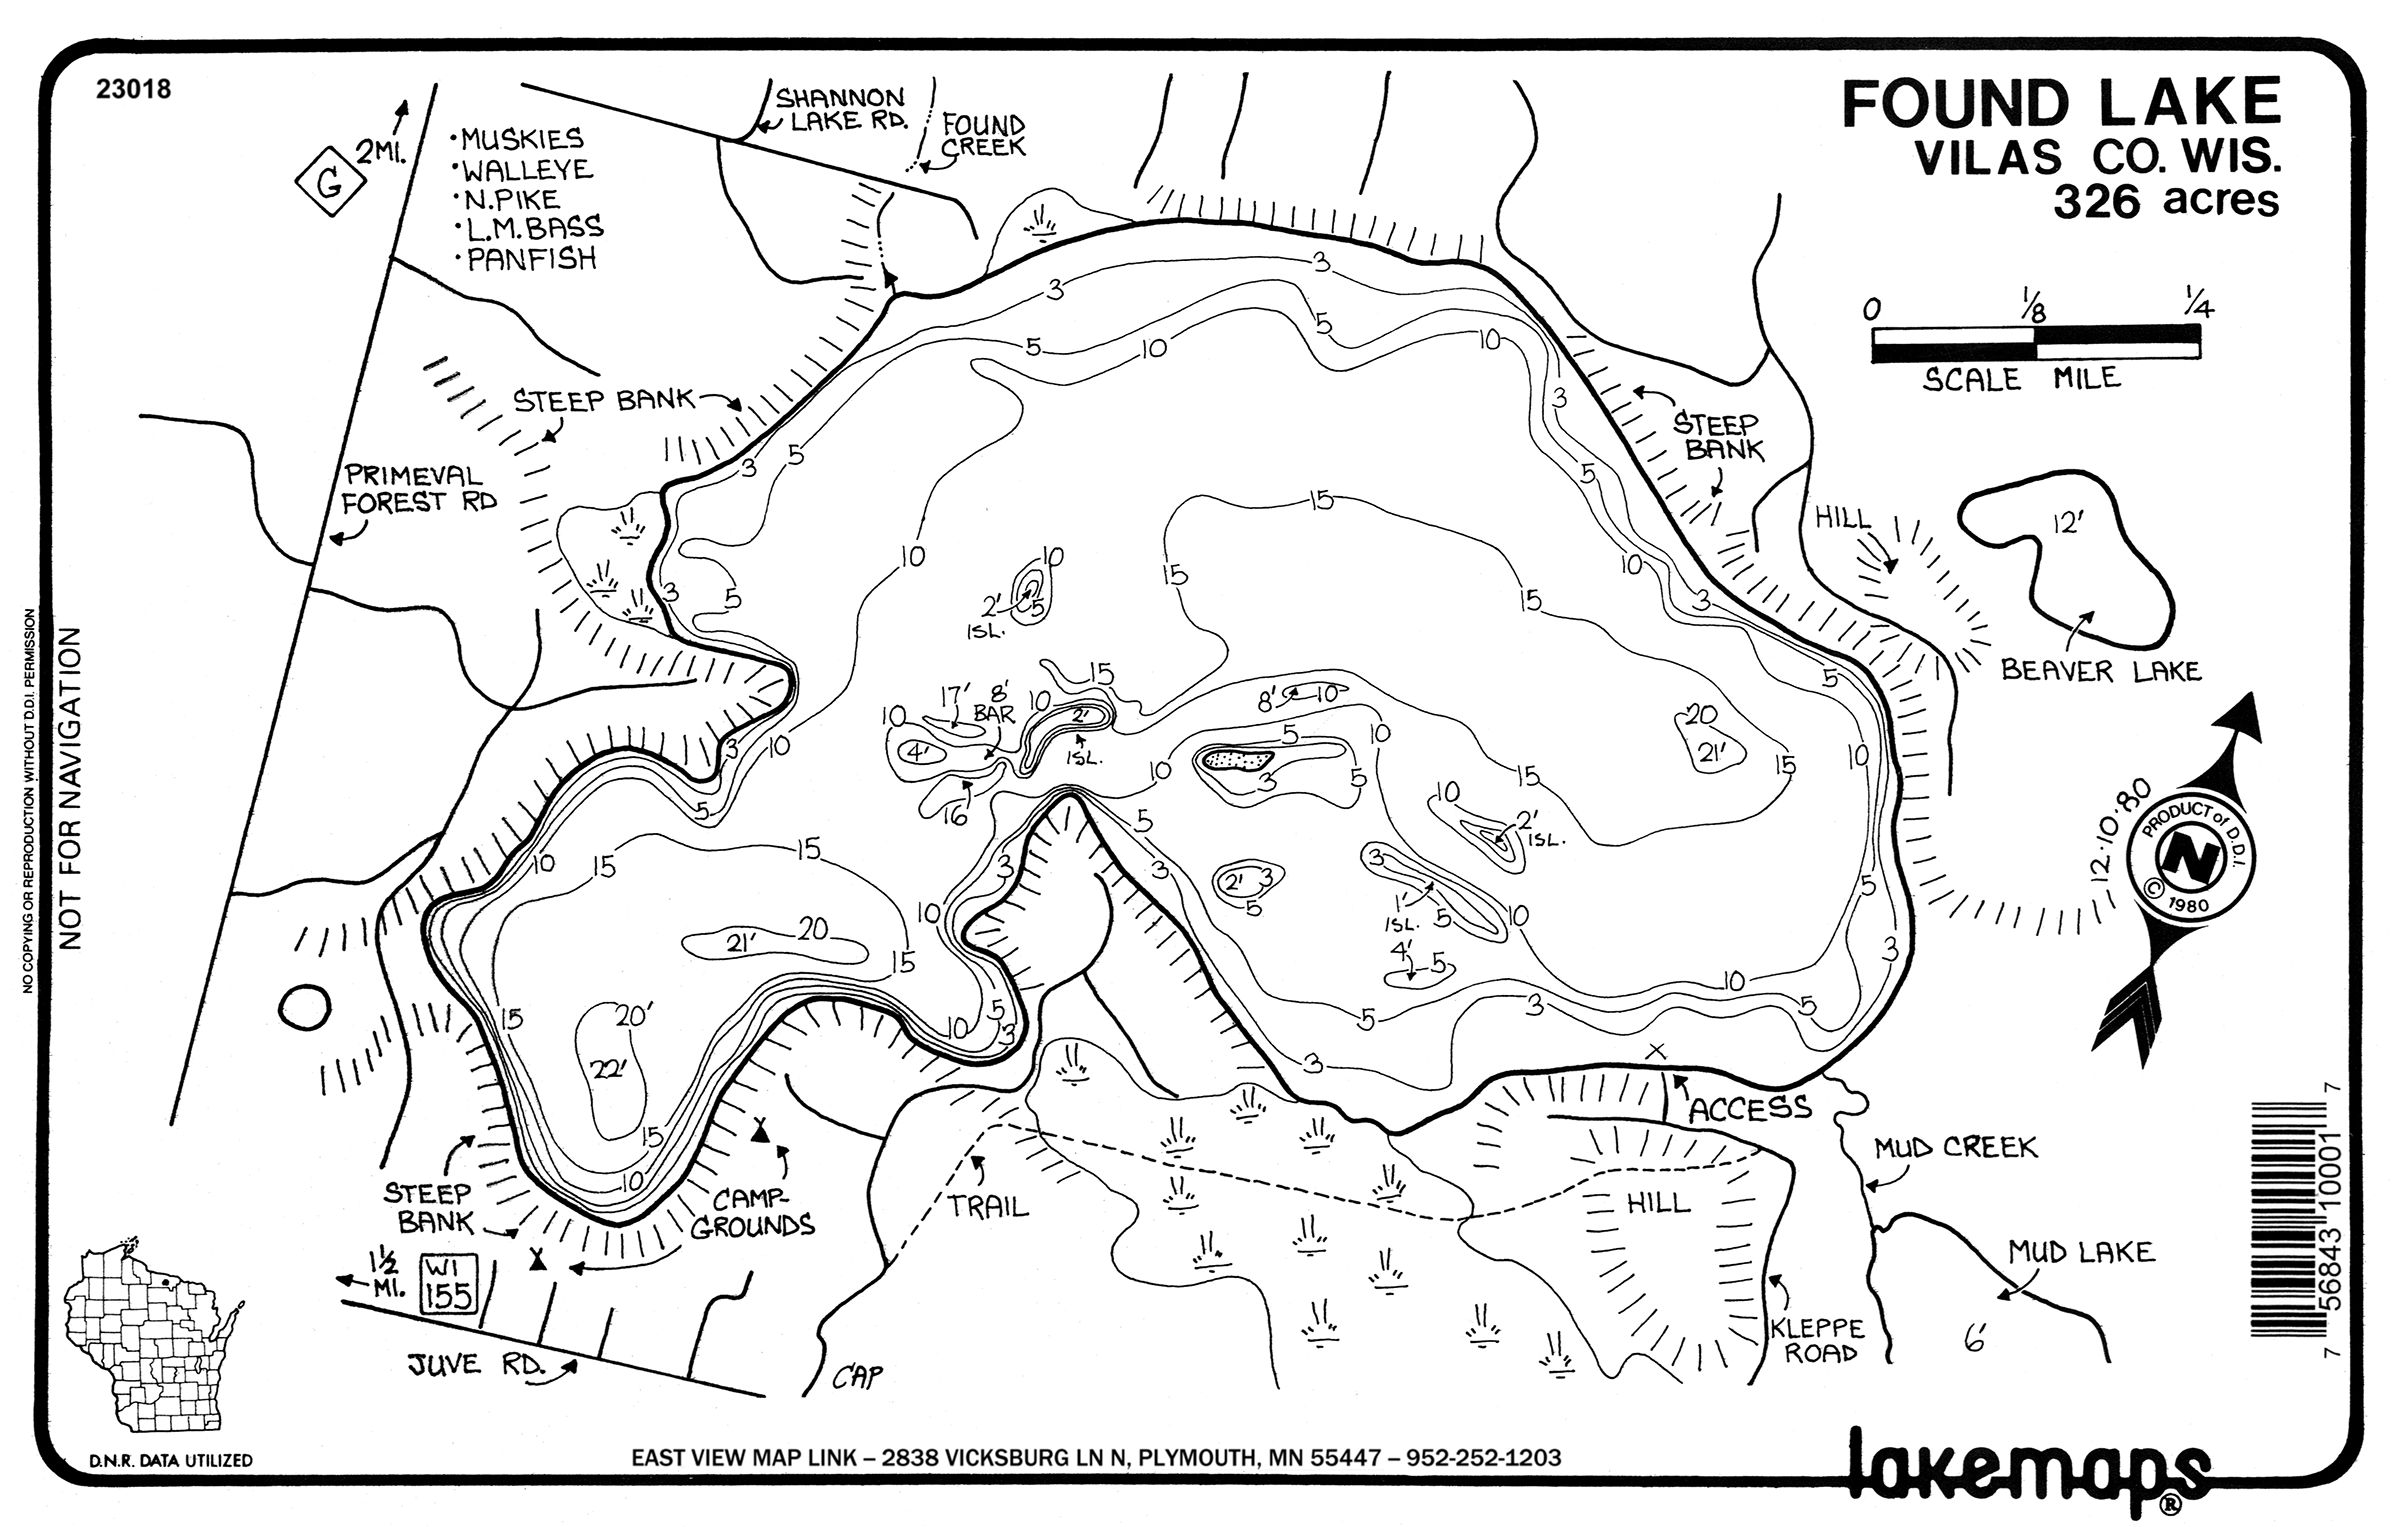 23018
FOUND LAKE
VILAS CO. WIS.
326 acres
0 1/8 1/4
SCALE MILE
G
2MI.
•MUSKIES
•WALLEYE
•N.PIKE
•L.M.BASS
•PANFISH
SHANNON
LAKE RD.
FOUND
CREEK
3
3
5
5
10
10
STEEP BANK
3
STEEP
BANK
3
5
5
PRIMEVAL
FOREST RD
15
HILL
12'
10
10
10
15
2'
5
ISL.
10
15
3
5
3
BEAVER LAKE
15
5
17'
8'
BAR
10
10
2'
ISL.
8'
10
20
21'
4'
3
10
5
10
10
15
15
10
3
5
16
5
10
2'
ISL.
5
15
15
10
3
3
3
2'
3
5
1'
ISL.
5
10
5
10
21'
20
15
4'
5
3
10
15
20'
5
10
3
5
3
5
22'
3
15
10
ACCESS
STEEP
BANK
CAMP-
GROUNDS
TRAIL
HILL
MUD CREEK
MUD LAKE
6'
1½
MI.
WI
155
JUVE RD.
CAP
KLEPPE
ROAD
12·10·80
PRODUCT of D.D.I.
N
© 1980
NOT FOR NAVIGATION
NO COPYING OR REPRODUCTION WITHOUT D.D.I. PERMISSION
7 56843 10001 7
D.N.R. DATA UTILIZED
EAST VIEW MAP LINK – 2838 VICKSBURG LN N, PLYMOUTH, MN 55447 – 952-252-1203
lakemaps®